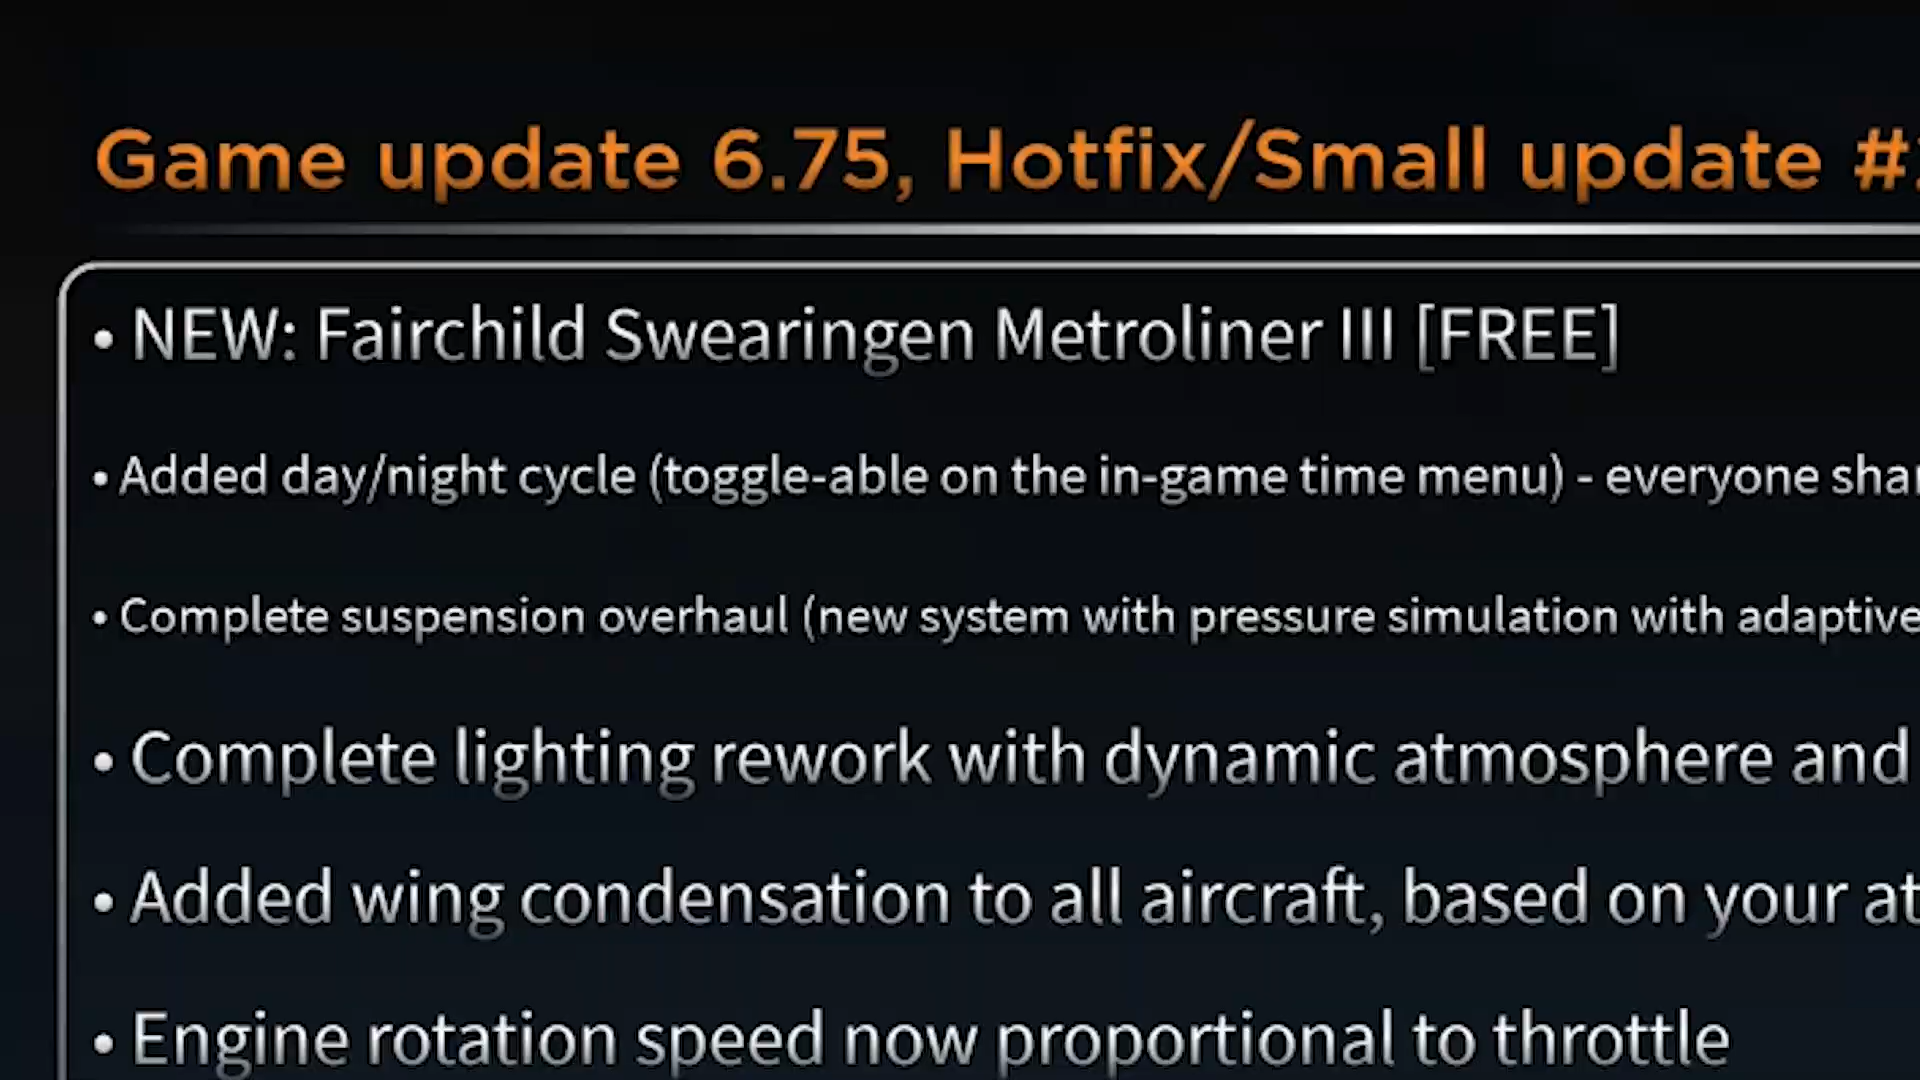 Game update 6.75, Hotfix/Small update #
• NEW: Fairchild Swearingen Metroliner III [FREE]
• Added day/night cycle (toggle-able on the in-game time menu) - everyone
• Complete suspension overhaul (new system with pressure simulation with adaptive
• Complete lighting rework with dynamic atmosphere and
• Added wing condensation to all aircraft, based on your
• Engine rotation speed now proportional to throttle